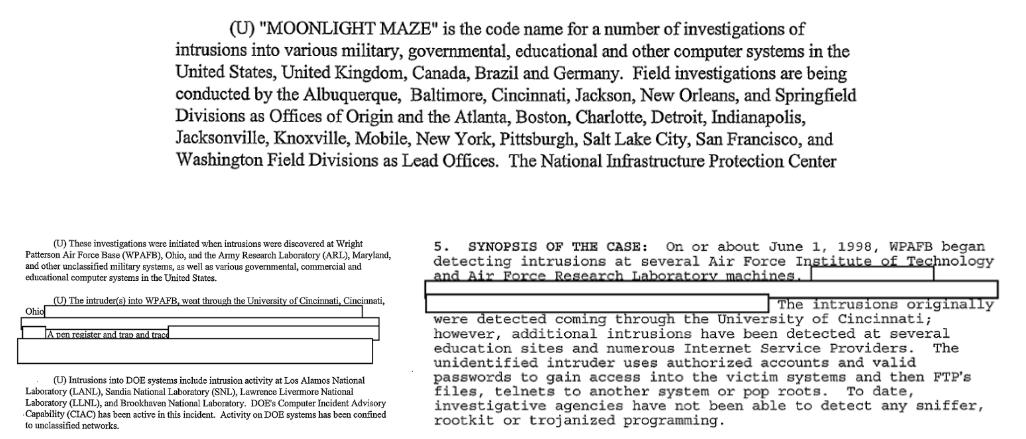 (U) "MOONLIGHT MAZE" is the code name for a number of investigations of
intrusions into various military, governmental, educational and other computer systems in the
United States, United Kingdom, Canada, Brazil and Germany. Field investigations are being
conducted by the Albuquerque, Baltimore, Cincinnati, Jackson, New Orleans, and Springfield
Divisions as Offices of Origin and the Atlanta, Boston, Charlotte, Detroit, Indianapolis,
Jacksonville, Knoxville, Mobile, New York, Pittsburgh, Salt Lake City, San Francisco, and
Washington Field Divisions as Lead Offices. The National Infrastructure Protection Center
(U) These investigations were initiated when intrusions were discovered at Wright
Patterson Air Force Base (WPAFB), Ohio, and the Army Research Laboratory (ARL), Maryland,
and other unclassified military systems, as well as various governmental, commercial and
educational computer systems in the United States.
(U) The intruder(s) into WPAFB, went through the University of Cincinnati, Cincinnati,
Ohio
A pen register and trap and trace
(U) Intrusions into DOE systems include intrusion activity at Los Alamos National
Laboratory (LANL), Sandia National Laboratory (SNL), Lawrence Livermore National
Laboratory (LLNL), and Brookhaven National Laboratory. DOE's Computer Incident Advisory
Capability (CIAC) has been active in this incident. Activity on DOE systems has been confined
to unclassified networks.
5. SYNOPSIS OF THE CASE: On or about June 1, 1998, WPAFB began
detecting intrusions at several Air Force Institute of Technology
and Air Force Research Laboratory machines.
The intrusions originally
were detected coming through the University of Cincinnati;
however, additional intrusions have been detected at several
education sites and numerous Internet Service Providers. The
unidentified intruder uses authorized accounts and valid
passwords to gain access into the victim systems and then FTP's
files, telnets to another system or pop roots. To date,
investigative agencies have not been able to detect any sniffer,
rootkit or trojanized programming.